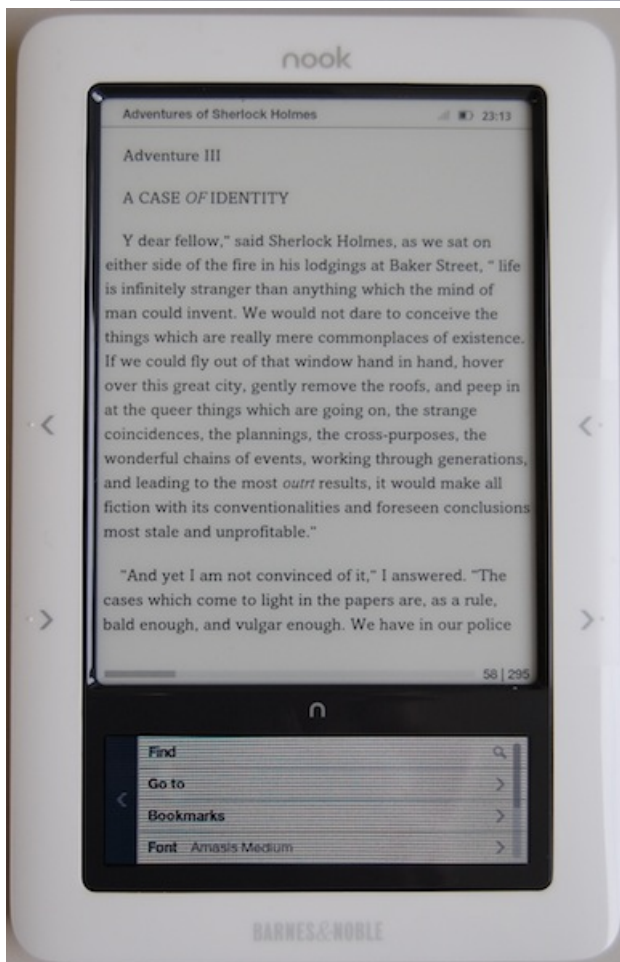 nook
Adventures of Sherlock Holmes 23:13
Adventure III
A CASE OF IDENTITY
Y dear fellow," said Sherlock Holmes, as we sat on
either side of the fire in his lodgings at Baker Street, " life
is infinitely stranger than anything which the mind of
man could invent. We would not dare to conceive the
things which are really mere commonplaces of existence.
If we could fly out of that window hand in hand, hover
over this great city, gently remove the roofs, and peep in
at the queer things which are going on, the strange
coincidences, the plannings, the cross-purposes, the
wonderful chains of events, working through generations,
and leading to the most outrt results, it would make all
fiction with its conventionalities and foreseen conclusions
most stale and unprofitable."
"And yet I am not convinced of it," I answered. "The
cases which come to light in the papers are, as a rule,
bald enough, and vulgar enough. We have in our police
58 | 295
n
Find
Go to
Bookmarks
Font Amasis Medium
BARNES&NOBLE